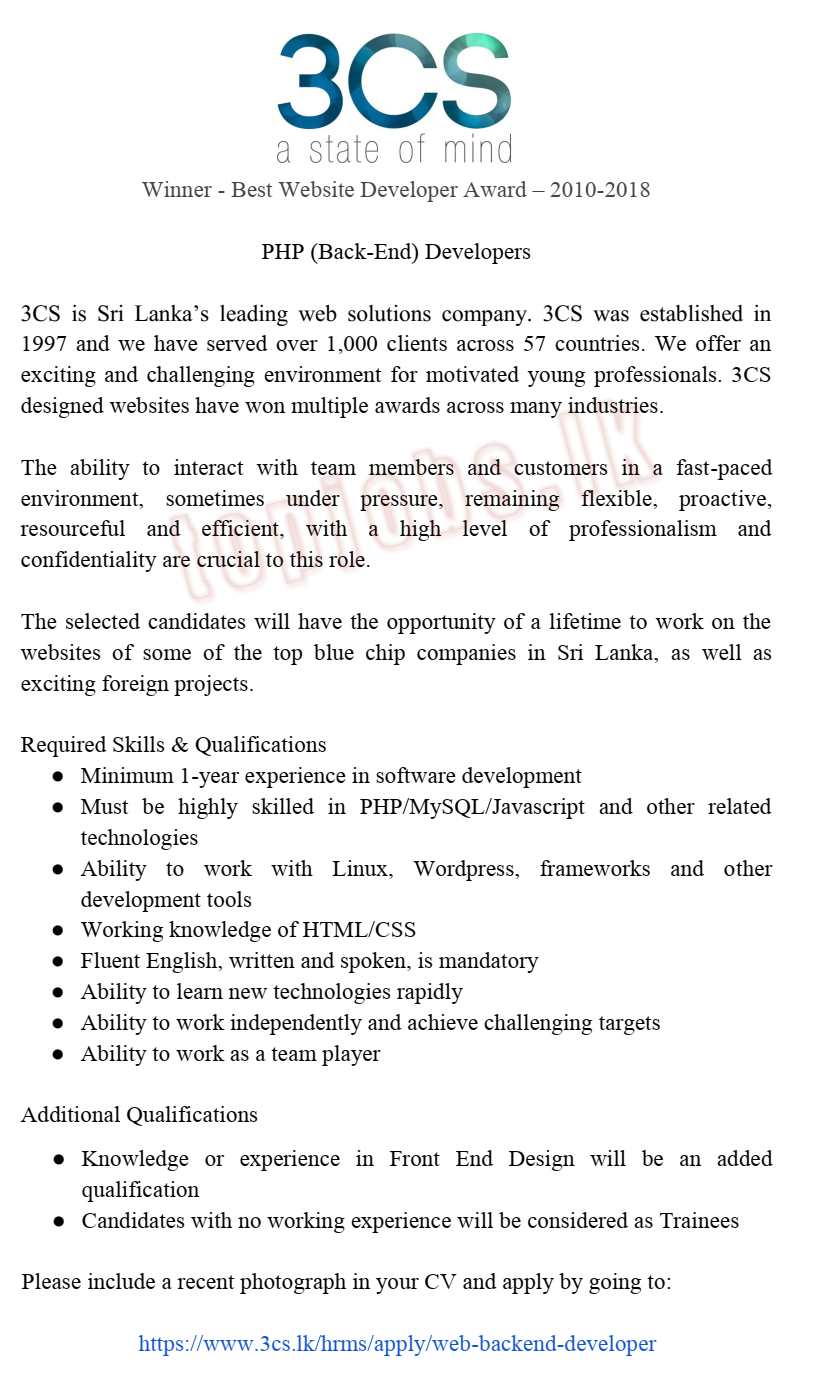 3CS
a state of mind
Winner - Best Website Developer Award – 2010-2018
PHP (Back-End) Developers
3CS is Sri Lanka’s leading web solutions company. 3CS was established in
1997 and we have served over 1,000 clients across 57 countries. We offer an
exciting and challenging environment for motivated young professionals. 3CS
designed websites have won multiple awards across many industries.
The ability to interact with team members and customers in a fast-paced
environment, sometimes under pressure, remaining flexible, proactive,
resourceful and efficient, with a high level of professionalism and
confidentiality are crucial to this role.
topjobs.lk
The selected candidates will have the opportunity of a lifetime to work on the
websites of some of the top blue chip companies in Sri Lanka, as well as
exciting foreign projects.
Required Skills & Qualifications
● Minimum 1-year experience in software development
● Must be highly skilled in PHP/MySQL/Javascript and other related
technologies
● Ability to work with Linux, Wordpress, frameworks and other
development tools
● Working knowledge of HTML/CSS
● Fluent English, written and spoken, is mandatory
● Ability to learn new technologies rapidly
● Ability to work independently and achieve challenging targets
● Ability to work as a team player
Additional Qualifications
● Knowledge or experience in Front End Design will be an added
qualification
● Candidates with no working experience will be considered as Trainees
Please include a recent photograph in your CV and apply by going to:
https://www.3cs.lk/hrms/apply/web-backend-developer